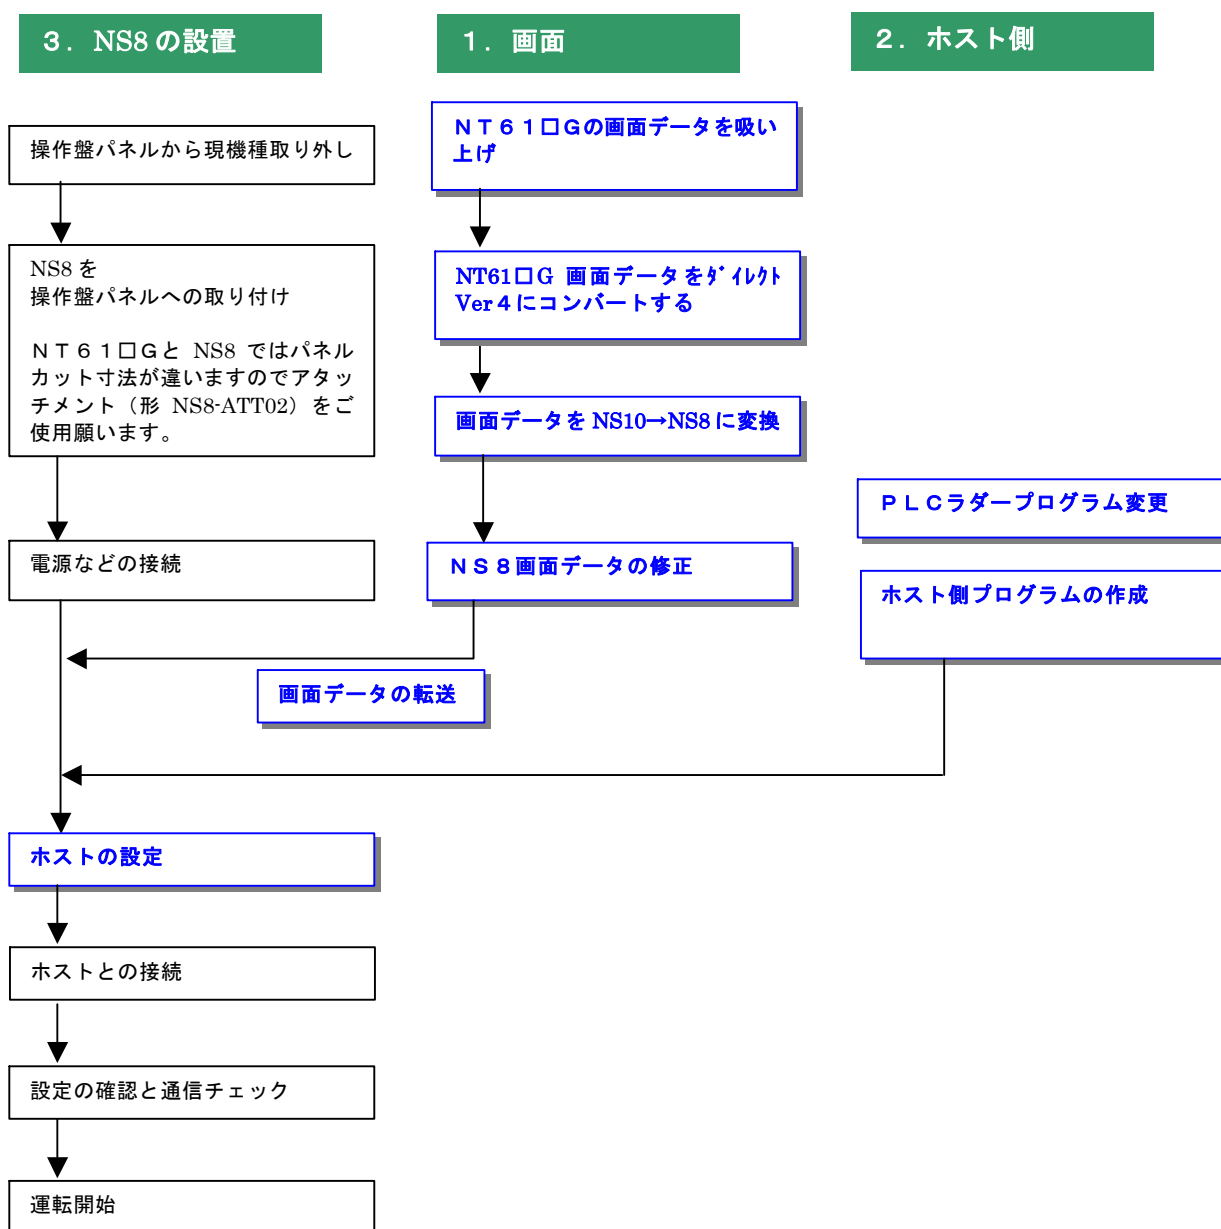 ３．NS8の設置
１．画面
２．ホスト側
操作盤パネルから現機種取り外し
NS8を
操作盤パネルへの取り付け
ＮＴ６１□Ｇと NS8 ではパネル
カット寸法が違いますのでアタッ
チメント（形 NS8-ATT02）をご
使用願います。
電源などの接続
ＮＴ６１□Ｇの画面データを吸い
上げ
NT61□G 画面データをﾀﾞｲﾚｸﾄ
Ver４にコンバートする
画面データを NS10→NS8に変換
ＮＳ８画面データの修正
ＰＬＣラダープログラム変更
ホスト側プログラムの作成
画面データの転送
ホストの設定
ホストとの接続
設定の確認と通信チェック
運転開始